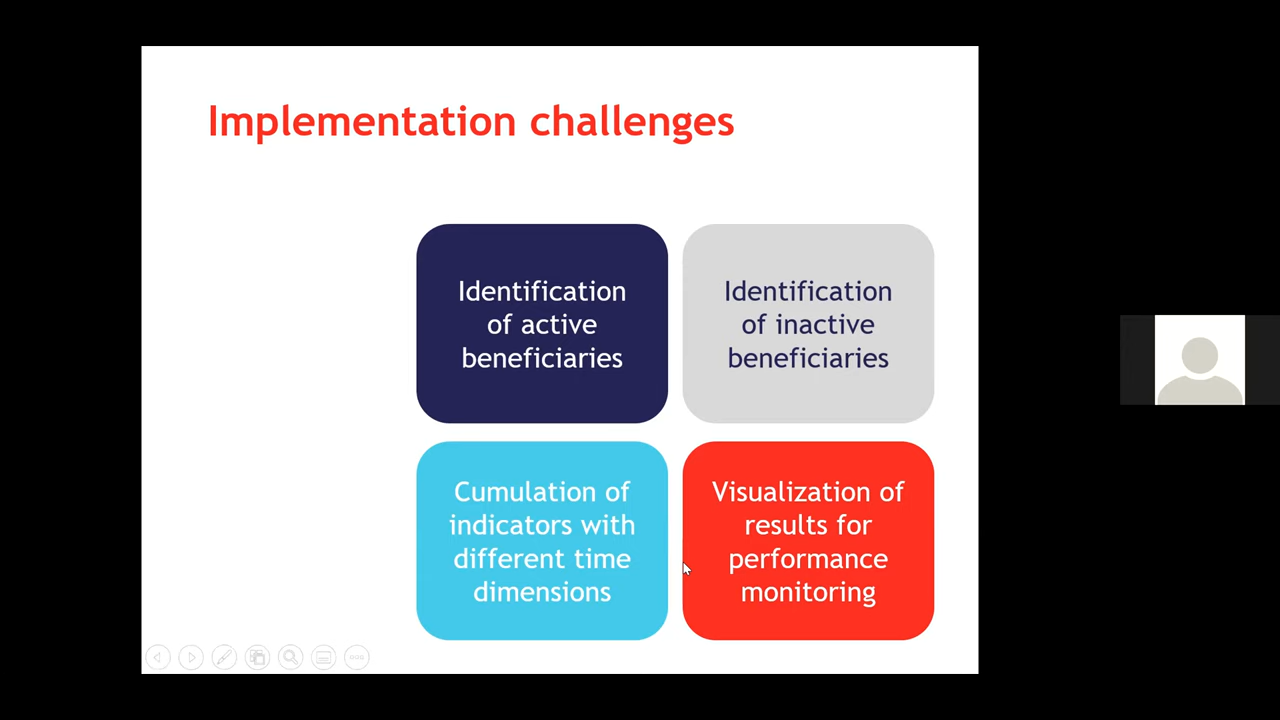 Implementation challenges
Identification
of active
beneficiaries
Identification
of inactive
beneficiaries
Cumulation of
indicators with
different time
dimensions
Visualization of
results for
performance
monitoring